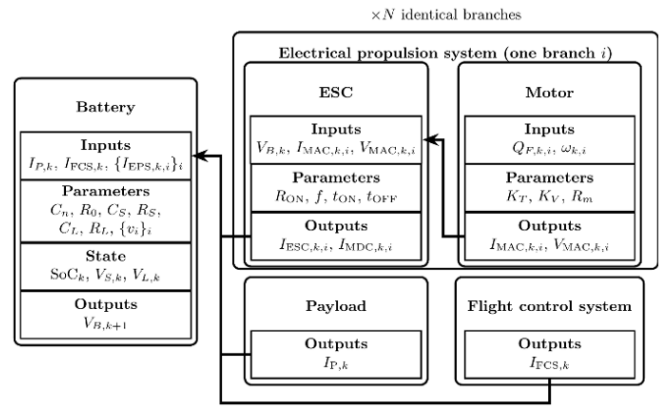 ×N identical branches
Electrical propulsion system (one branch i)
Battery
Inputs
I_{P,k}, I_{FCS,k}, {I_{EPS,k,i}}_i
Parameters
C_n, R_0, C_S, R_S,
C_L, R_L, {v_i}_i
State
SoC_k, V_{S,k}, V_{L,k}
Outputs
V_{B,k+1}
ESC
Inputs
V_{B,k}, I_{MAC,k,i}, V_{MAC,k,i}
Parameters
R_{ON}, f, t_{ON}, t_{OFF}
Outputs
I_{ESC,k,i}, I_{MDC,k,i}
Motor
Inputs
Q_{F,k,i}, ω_{k,i}
Parameters
K_T, K_V, R_m
Outputs
I_{MAC,k,i}, V_{MAC,k,i}
Payload
Outputs
I_{P,k}
Flight control system
Outputs
I_{FCS,k}